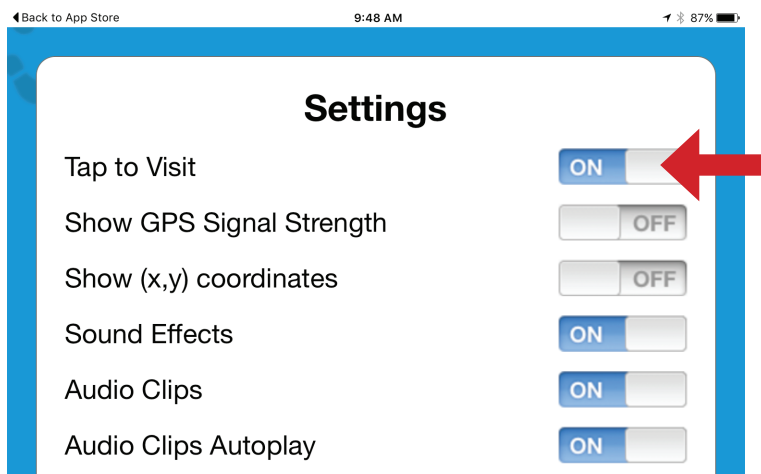 Back to App Store 9:48 AM 87%
Settings
Tap to Visit ON
Show GPS Signal Strength OFF
Show (x,y) coordinates OFF
Sound Effects ON
Audio Clips ON
Audio Clips Autoplay ON